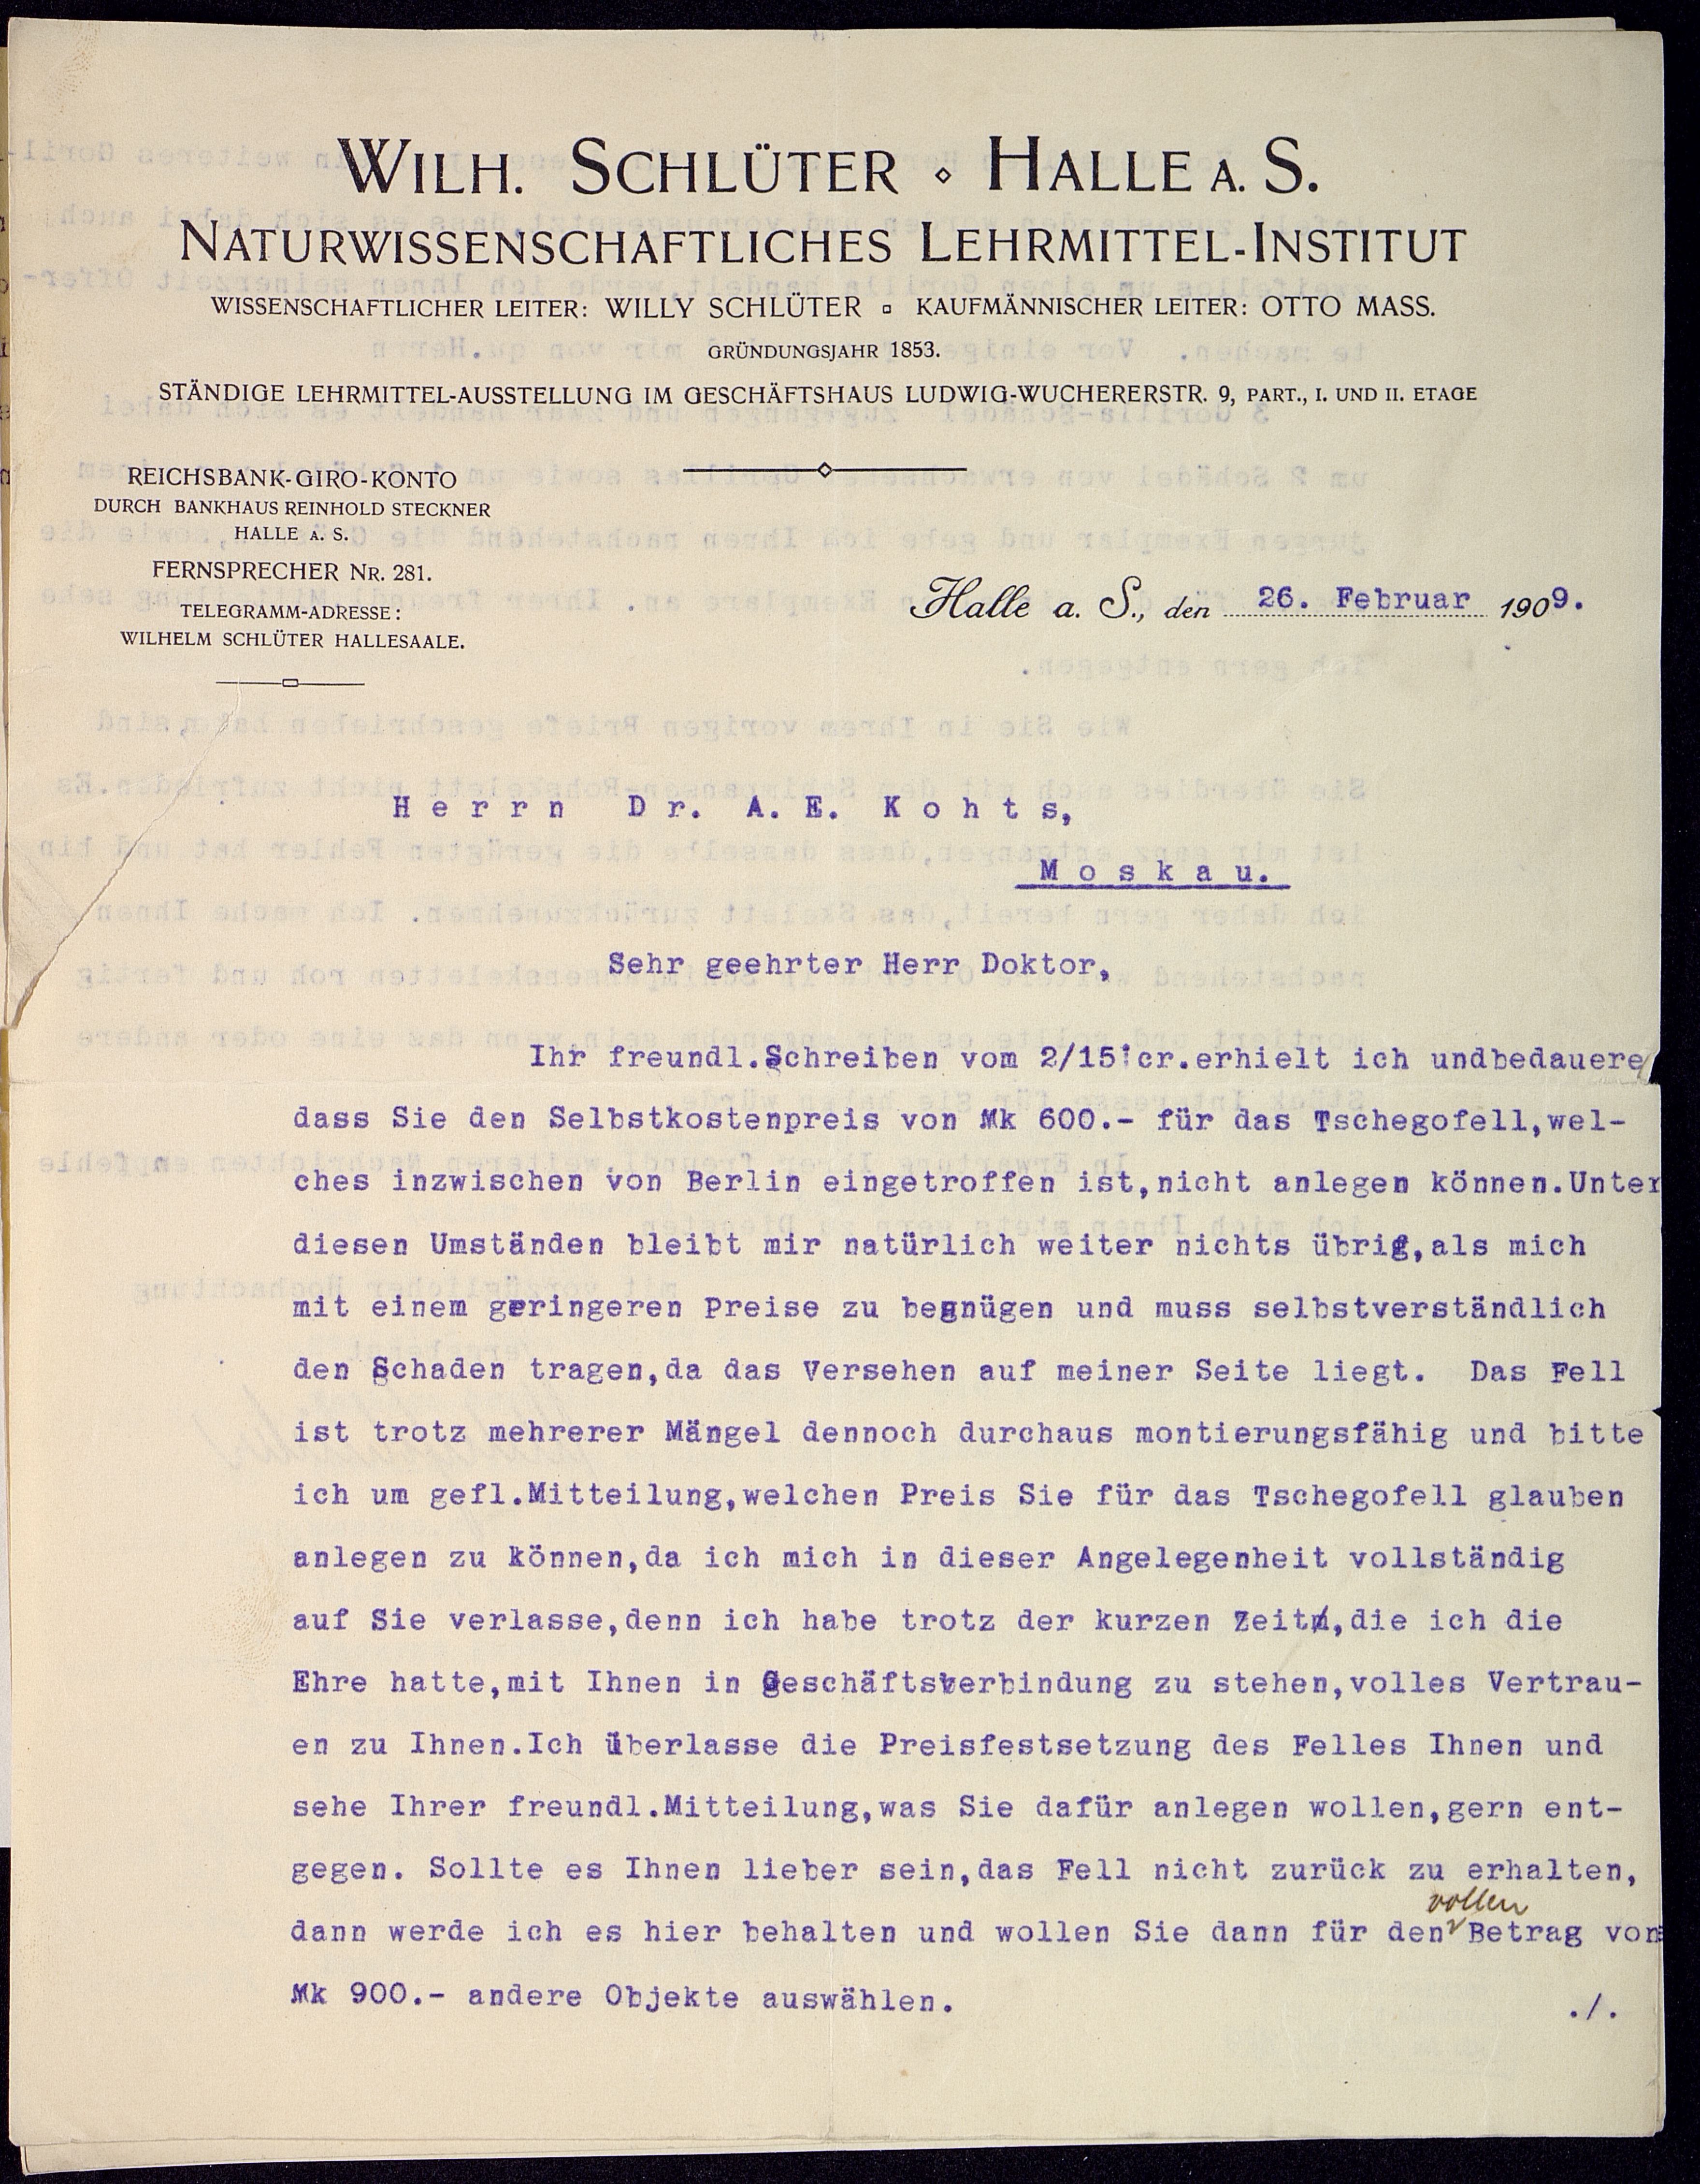 WILH. SCHLÜTER ⋄ HALLE A. S.
NATURWISSENSCHAFTLICHES LEHRMITTEL-INSTITUT
WISSENSCHAFTLICHER LEITER: WILLY SCHLÜTER ▫ KAUFMÄNNISCHER LEITER: OTTO MASS.
GRÜNDUNGSJAHR 1853.
STÄNDIGE LEHRMITTEL-AUSSTELLUNG IM GESCHÄFTSHAUS LUDWIG-WUCHERERSTR. 9, PART., I. UND II. ETAGE
REICHSBANK-GIRO-KONTO
DURCH BANKHAUS REINHOLD STECKNER
HALLE A. S.
FERNSPRECHER NR. 281.
TELEGRAMM-ADRESSE:
WILHELM SCHLÜTER HALLESAALE.
Halle a. S., den 26. Februar 1909.
Herrn Dr. A. E. Kohts,
Moskau.
Sehr geehrter Herr Doktor,
Ihr freundl.Schreiben vom 2/15.cr.erhielt ich undbedauere
dass Sie den Selbstkostenpreis von Mk 600.- für das Tschegofell,wel-
ches inzwischen von Berlin eingetroffen ist,nicht anlegen können.Unter
diesen Umständen bleibt mir natürlich weiter nichts übrig,als mich
mit einem geringeren Preise zu begnügen und muss selbstverständlich
den Schaden tragen,da das Versehen auf meiner Seite liegt. Das Fell
ist trotz mehrerer Mängel dennoch durchaus montierungsfähig und bitte
ich um gefl.Mitteilung,welchen Preis Sie für das Tschegofell glauben
anlegen zu können,da ich mich in dieser Angelegenheit vollständig
auf Sie verlasse,denn ich habe trotz der kurzen Zeit,die ich die
Ehre hatte,mit Ihnen in Geschäftsverbindung zu stehen,volles Vertrau-
en zu Ihnen.Ich überlasse die Preisfestsetzung des Felles Ihnen und
sehe Ihrer freundl.Mitteilung,was Sie dafür anlegen wollen,gern ent-
gegen. Sollte es Ihnen lieber sein,das Fell nicht zurück zu erhalten,
dann werde ich es hier behalten und wollen Sie dann für den vollen Betrag von
Mk 900.- andere Objekte auswählen.
./.